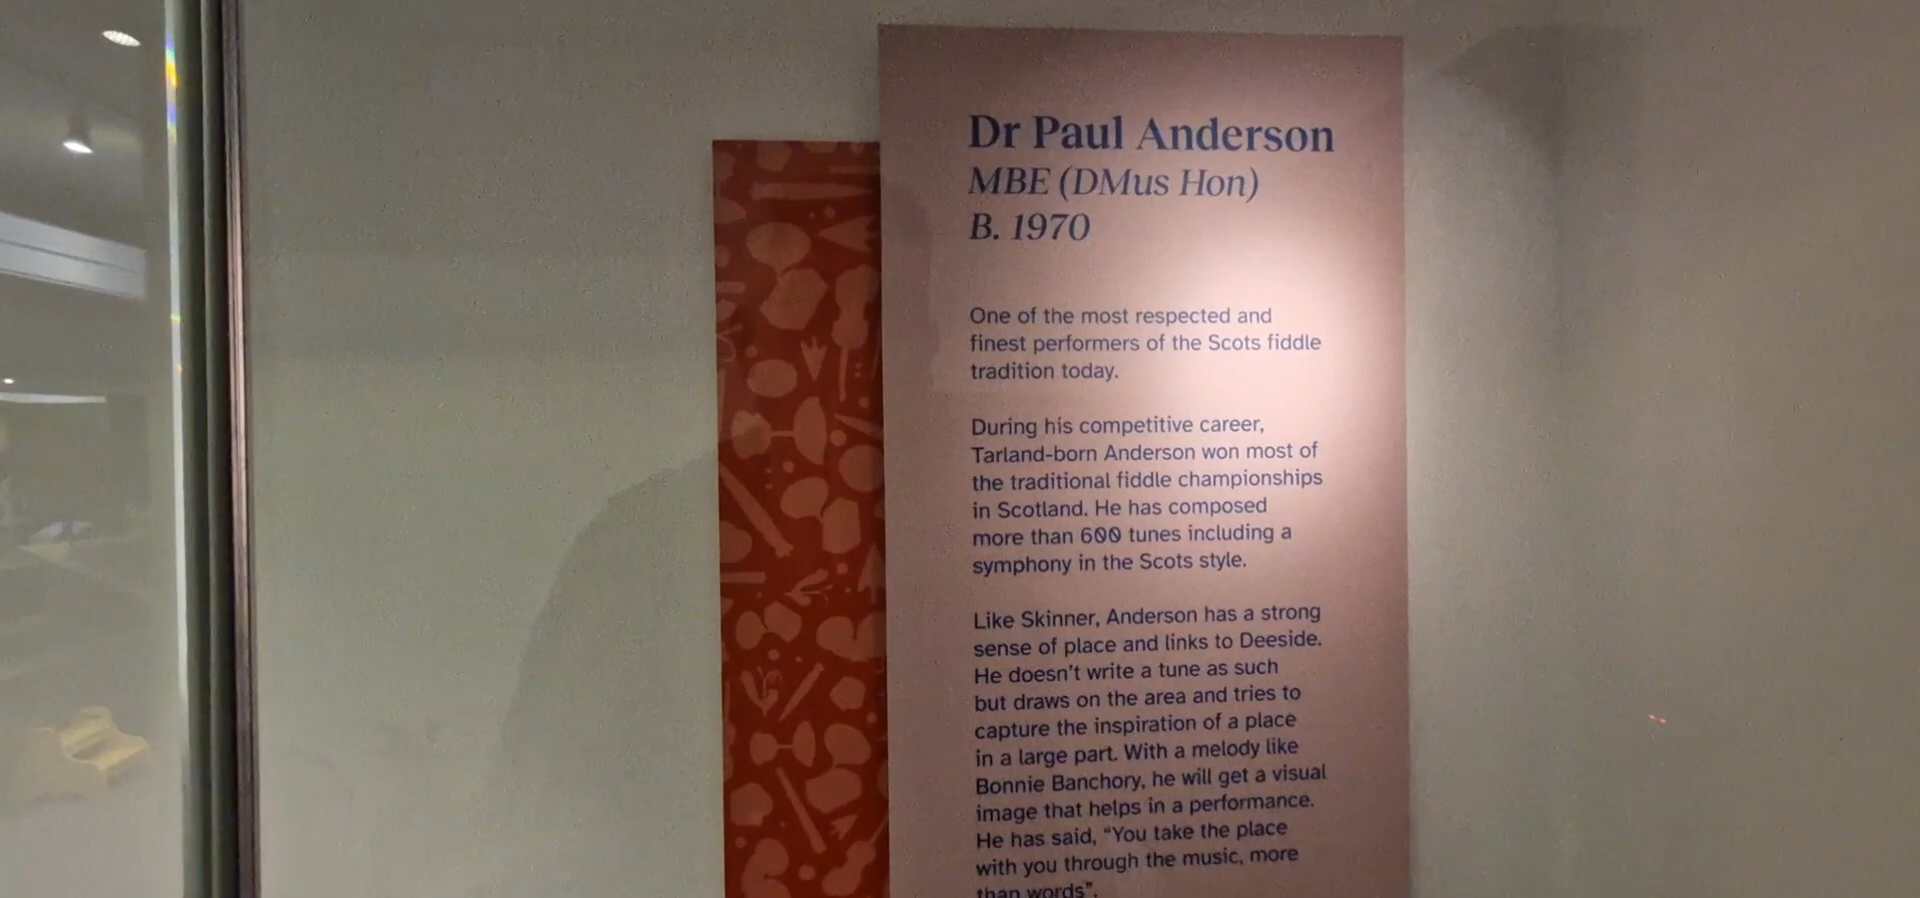 Dr Paul Anderson
MBE (DMus Hon)
B. 1970
One of the most respected and
finest performers of the Scots fiddle
tradition today.
During his competitive career,
Tarland-born Anderson won most of
the traditional fiddle championships
in Scotland. He has composed
more than 600 tunes including a
symphony in the Scots style.
Like Skinner, Anderson has a strong
sense of place and links to Deeside.
He doesn't write a tune as such
but draws on the area and tries to
capture the inspiration of a place
in a large part. With a melody like
Bonnie Banchory, he will get a visual
image that helps in a performance.
He has said, “You take the place
with you through the music, more
than words”.